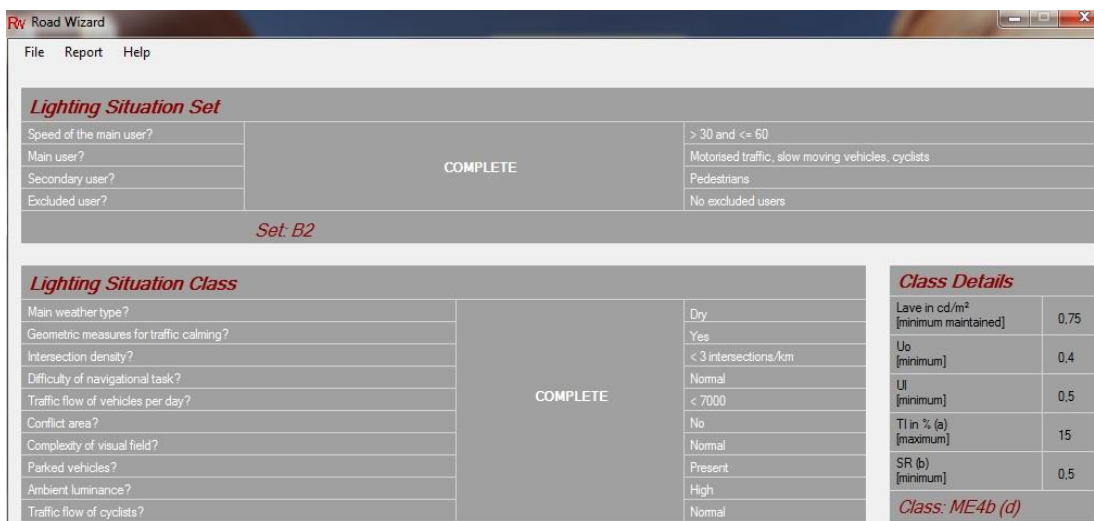 Rw Road Wizard
File Report Help
Lighting Situation Set
Speed of the main user? > 30 and <= 60
Main user? Motorised traffic, slow moving vehicles, cyclists
Secondary user? COMPLETE Pedestrians
Excluded user? No excluded users
Set: B2
Lighting Situation Class
Main weather type? Dry
Geometric measures for traffic calming? Yes
Intersection density? < 3 intersections/km
Difficulty of navigational task? Normal
Traffic flow of vehicles per day? COMPLETE < 7000
Conflict area? No
Complexity of visual field? Normal
Parked vehicles? Present
Ambient luminance? High
Traffic flow of cyclists? Normal
Class Details
Lave in cd/m²
[minimum maintained] 0,75
Uo
[minimum] 0,4
Ul
[minimum] 0,5
TI in % (a)
[maximum] 15
SR (b)
[minimum] 0,5
Class: ME4b (d)